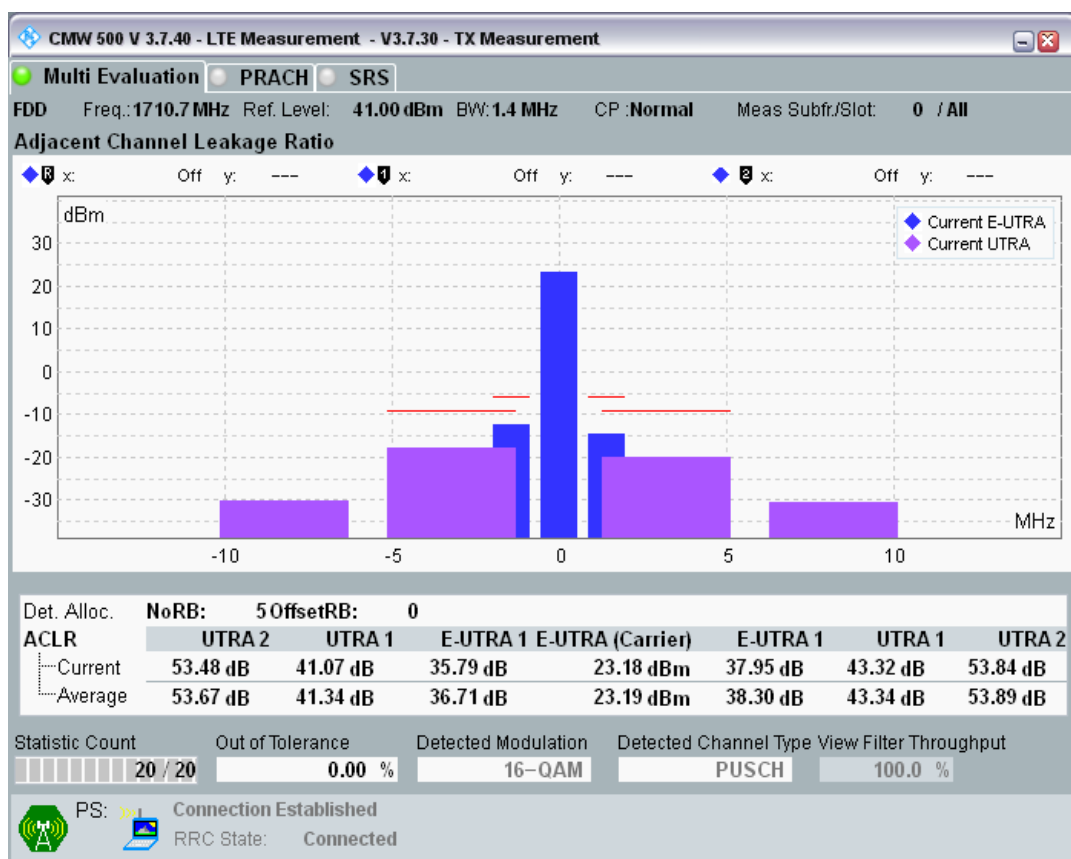 CMW 500 V 3.7.40 - LTE Measurement - V3.7.30 - TX Measurement
Multi Evaluation PRACH SRS
FDD Freq.: 1710.7 MHz Ref. Level: 41.00 dBm BW: 1.4 MHz CP :Normal Meas Subfr./Slot: 0 / All
Adjacent Channel Leakage Ratio
R x: Off y: --- 1 x: Off y: --- 2 x: Off y: ---
dBm
Current E-UTRA
Current UTRA
30
20
10
0
-10
-20
-30
MHz
-10 -5 0 5 10
Det. Alloc. NoRB: 5 OffsetRB: 0
ACLR UTRA 2 UTRA 1 E-UTRA 1 E-UTRA (Carrier) E-UTRA 1 UTRA 1 UTRA 2
Current 53.48 dB 41.07 dB 35.79 dB 23.18 dBm 37.95 dB 43.32 dB 53.84 dB
Average 53.67 dB 41.34 dB 36.71 dB 23.19 dBm 38.30 dB 43.34 dB 53.89 dB
Statistic Count Out of Tolerance Detected Modulation Detected Channel Type View Filter Throughput
20 / 20 0.00 % 16-QAM PUSCH 100.0 %
PS: Connection Established
RRC State: Connected